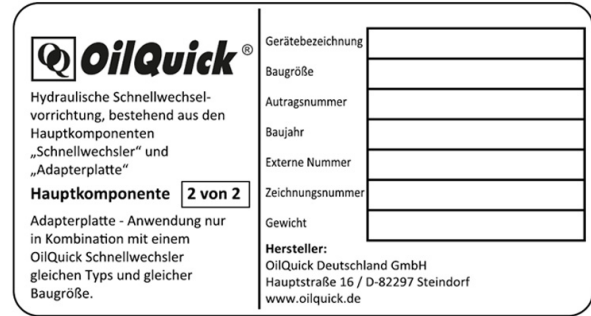 OilQuick®
Hydraulische Schnellwechsel-
vorrichtung, bestehend aus den
Hauptkomponenten
„Schnellwechsler“ und
„Adapterplatte“
Hauptkomponente 2 von 2
Adapterplatte - Anwendung nur
in Kombination mit einem
OilQuick Schnellwechsler
gleichen Typs und gleicher
Baugröße.
Gerätebezeichnung
Baugröße
Autragsnummer
Baujahr
Externe Nummer
Zeichnungsnummer
Gewicht
Hersteller:
OilQuick Deutschland GmbH
Hauptstraße 16 / D-82297 Steindorf
www.oilquick.de